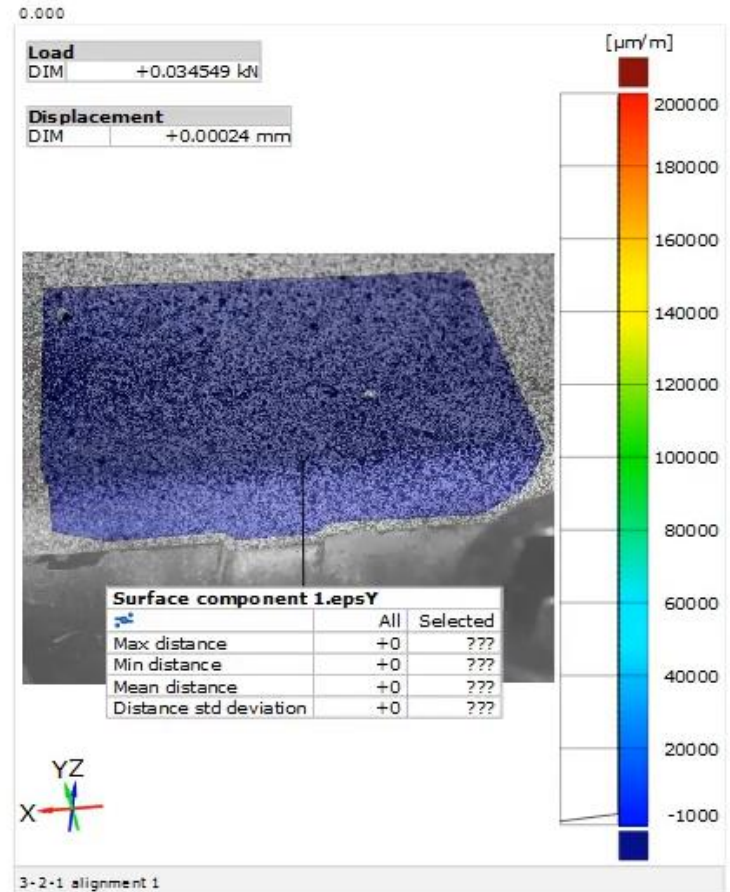 0.000
Load
DIM +0.034549 kN
Displacement
DIM +0.00024 mm
[µm/m]
200000
180000
160000
140000
120000
100000
80000
60000
40000
20000
-1000
Surface component 1.epsY
All Selected
Max distance +0 ???
Min distance +0 ???
Mean distance +0 ???
Distance std deviation +0 ???
YZ
X
3-2-1 alignment 1